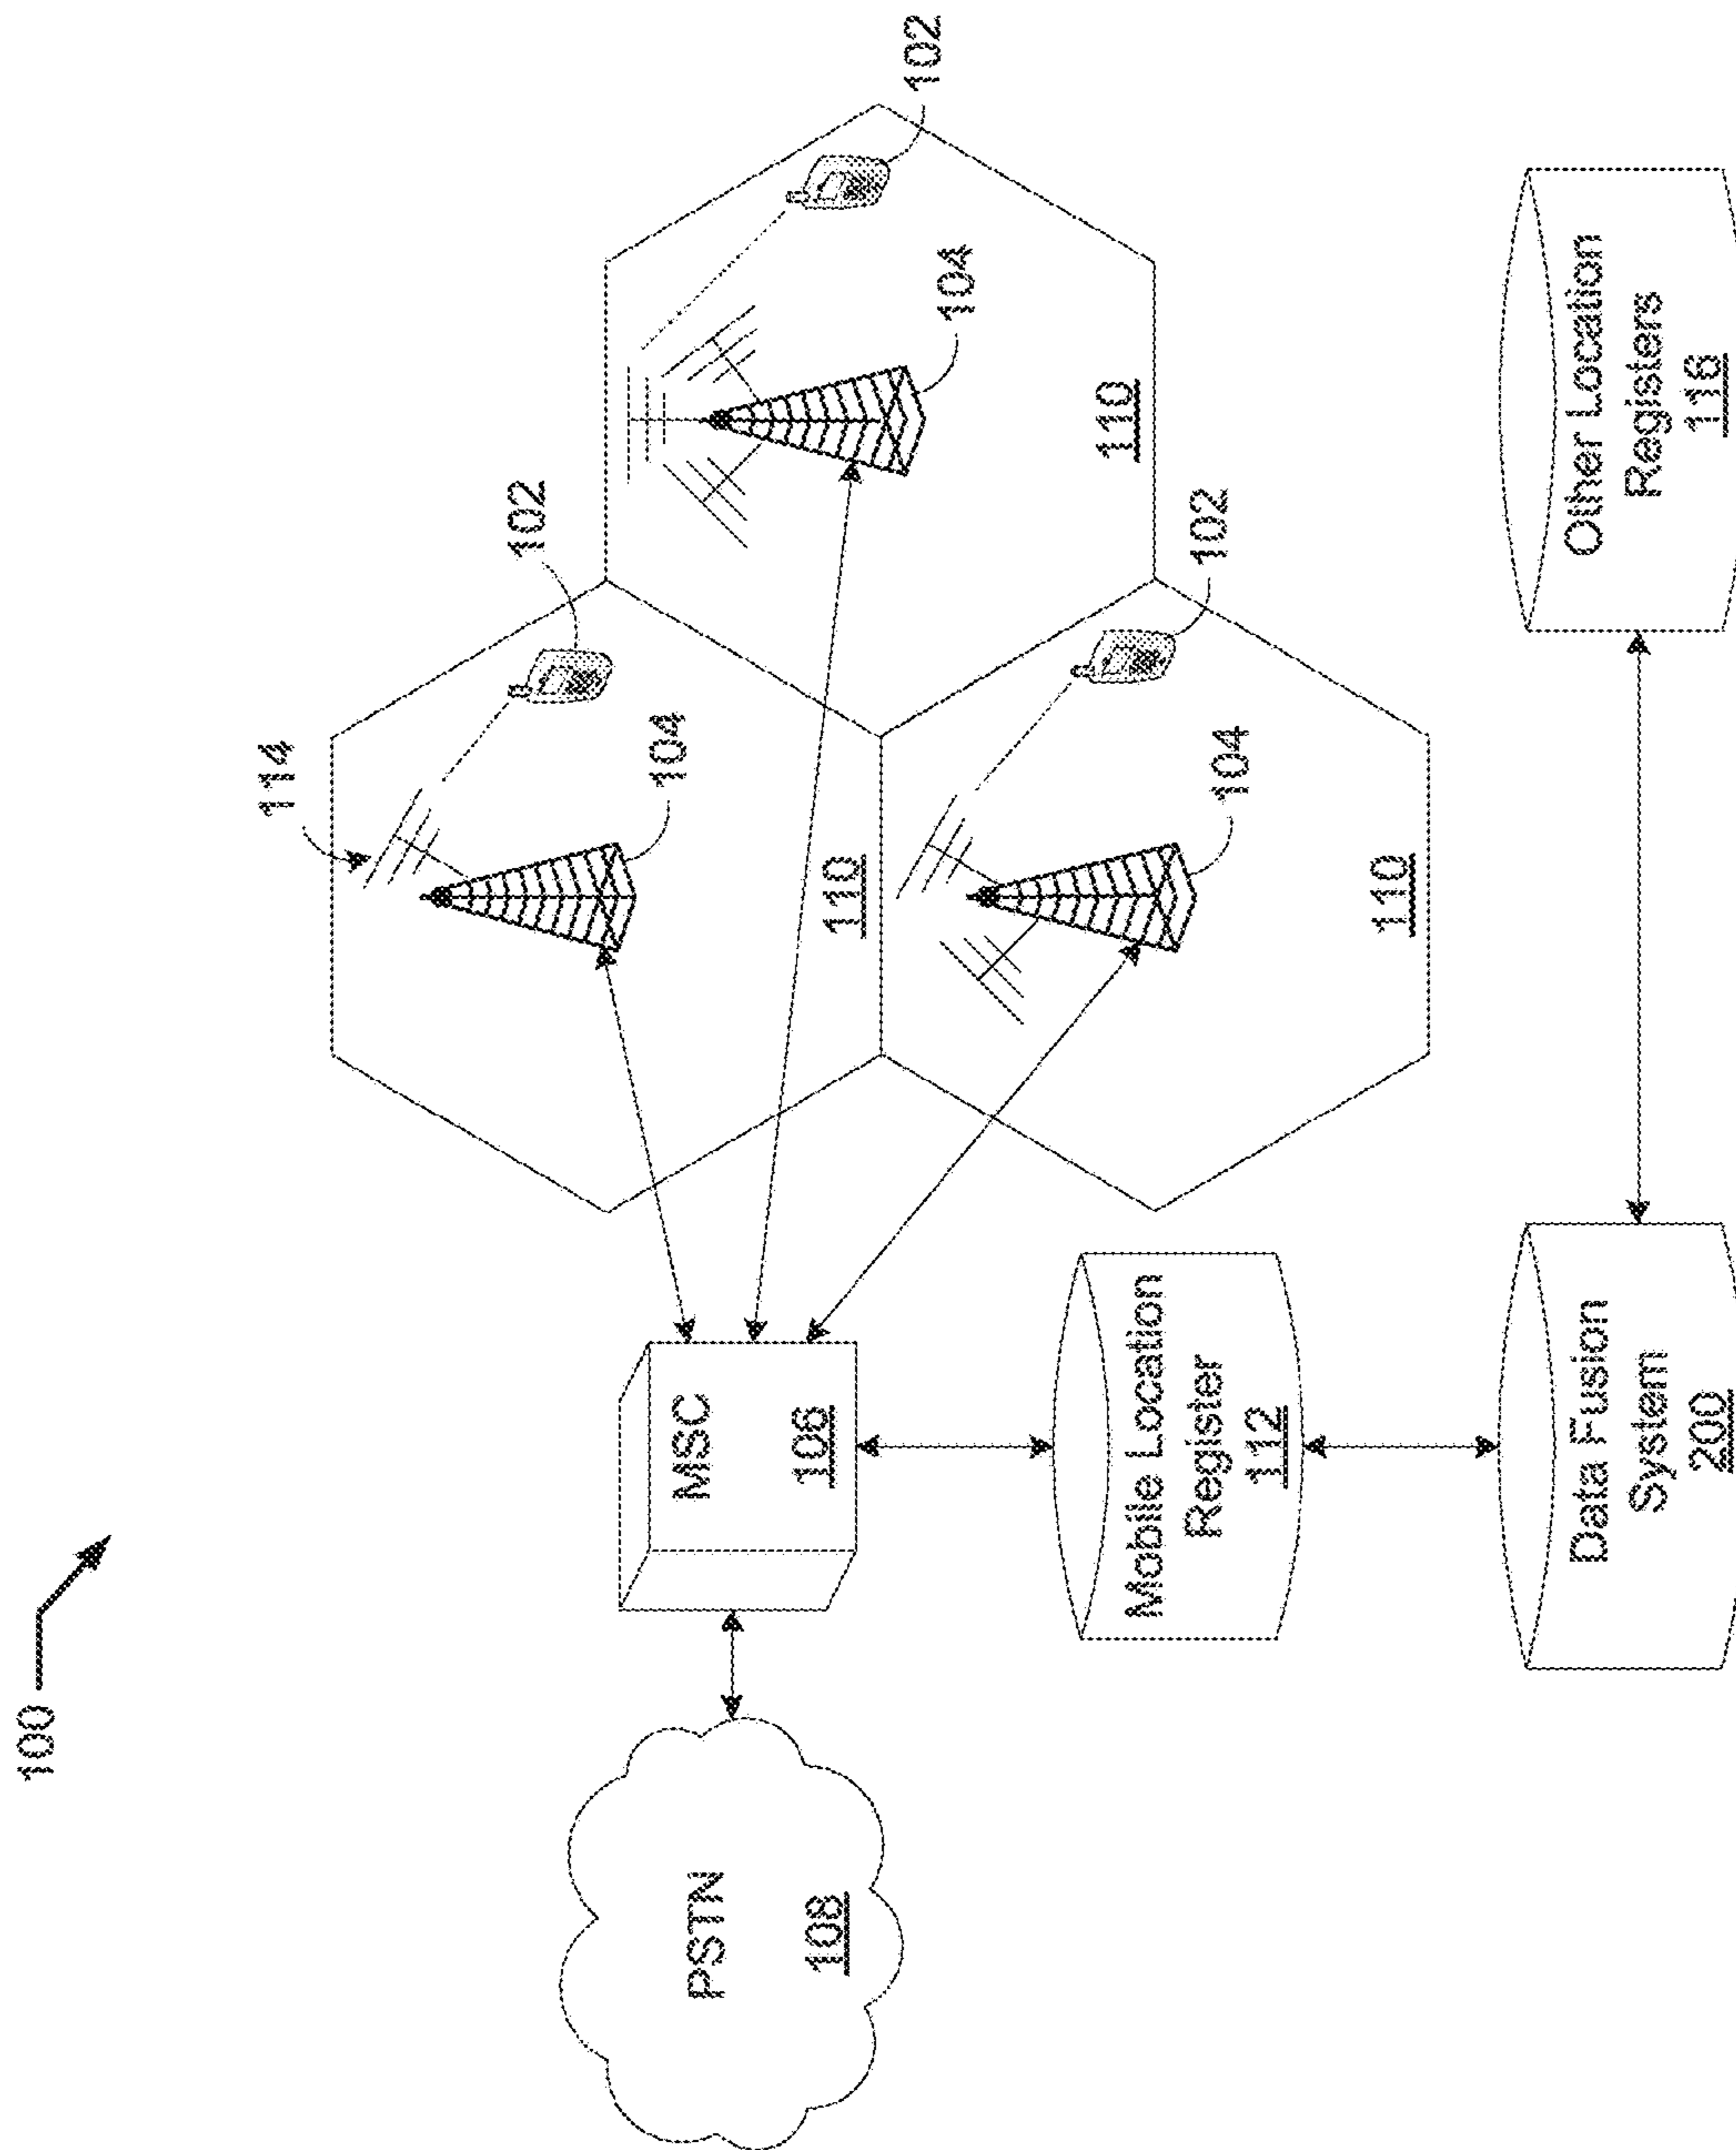 100
114
102
102
104
104
110
110
102
104
110
PSTN
108
MSC
106
Mobile Location
Register
112
Data Fusion
System
200
Other Location
Registers
116